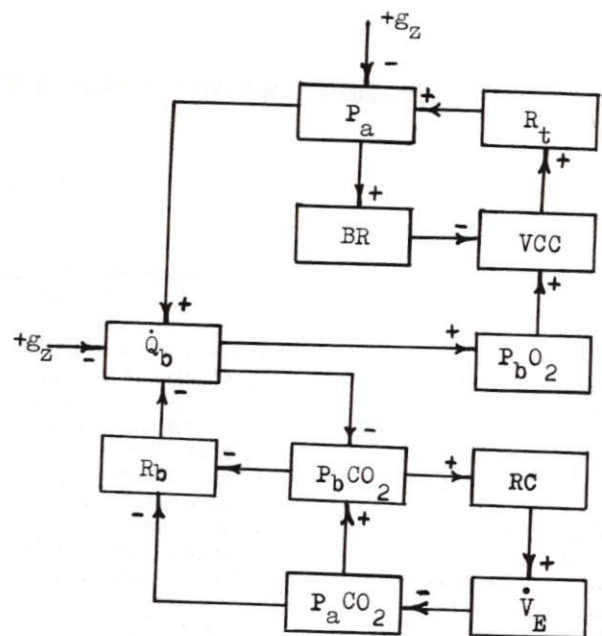 +g_z
-
P_a
+
R_t
+
+
BR
-
VCC
+
+
+g_z
-
Q̇_b
+
P_bO_2
-
-
R_b
-
P_bCO_2
+
RC
-
+
+
P_aCO_2
-
V̇_E